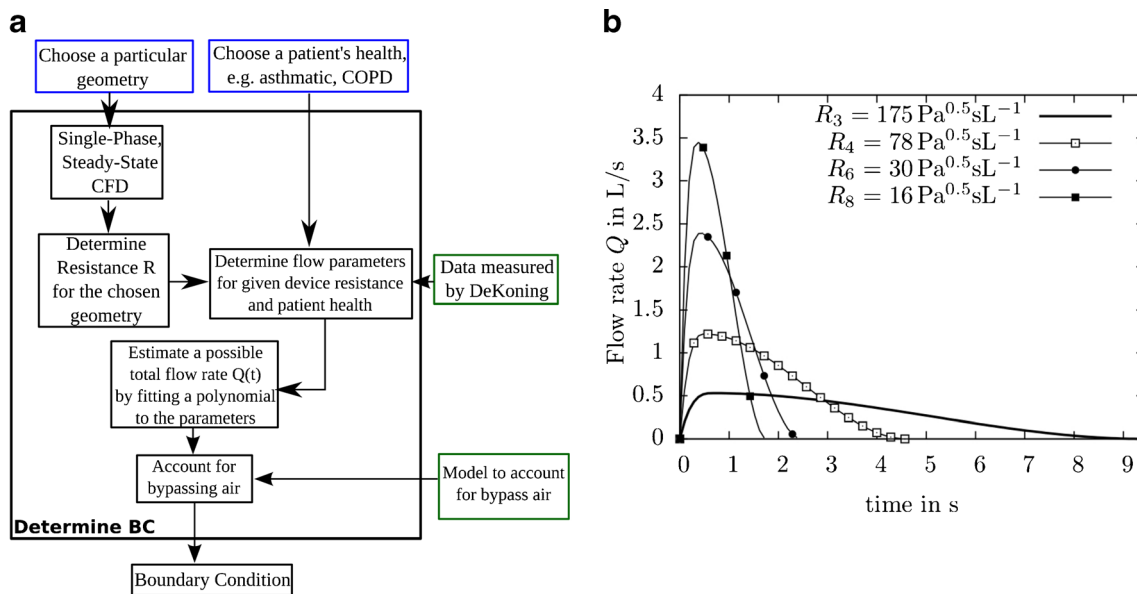 a
Choose a particular
geometry
Choose a patient's health,
e.g. asthmatic, COPD
Single-Phase,
Steady-State
CFD
Determine
Resistance R
for the chosen
geometry
Determine flow parameters
for given device resistance
and patient health
Data measured
by DeKoning
Estimate a possible
total flow rate Q(t)
by fitting a polynomial
to the parameters
Account for
bypassing air
Model to account
for bypass air
Determine BC
Boundary Condition
b
R₃ = 175 Pa⁰·⁵sL⁻¹
R₄ = 78 Pa⁰·⁵sL⁻¹
R₆ = 30 Pa⁰·⁵sL⁻¹
R₈ = 16 Pa⁰·⁵sL⁻¹
Flow rate Q in L/s
4
3.5
3
2.5
2
1.5
1
0.5
0
0 1 2 3 4 5 6 7 8 9
time in s